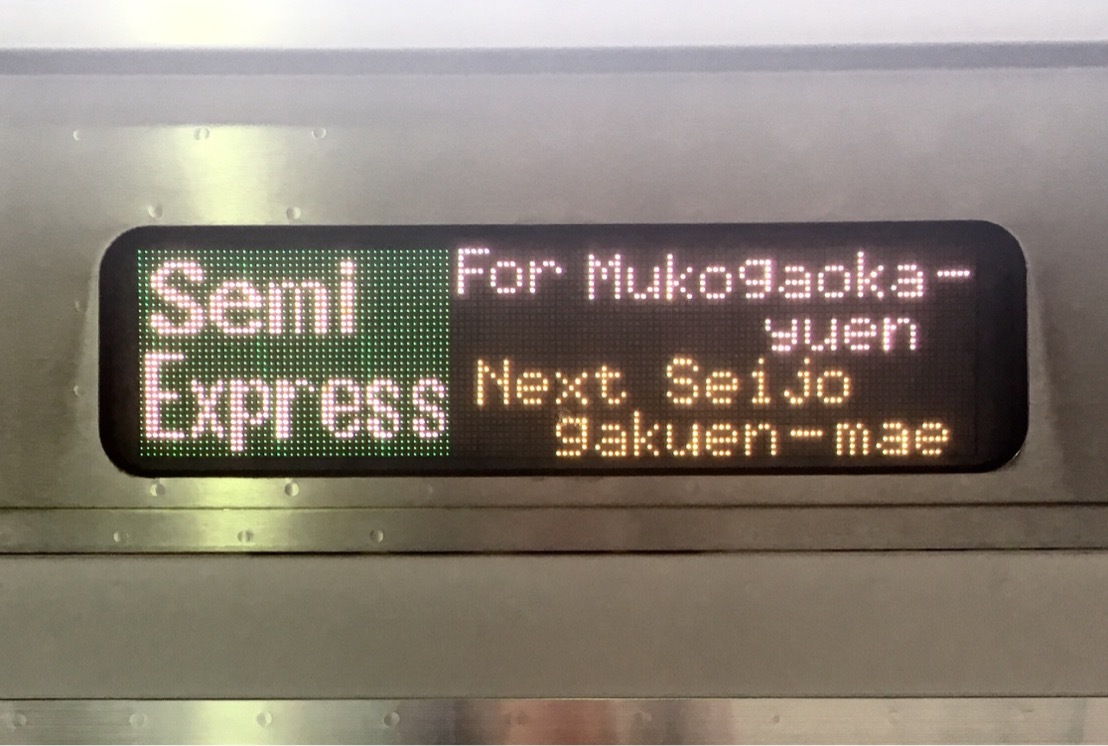 Semi
Express
For Mukogaoka-
yuen
Next Seijo
gakuen-mae